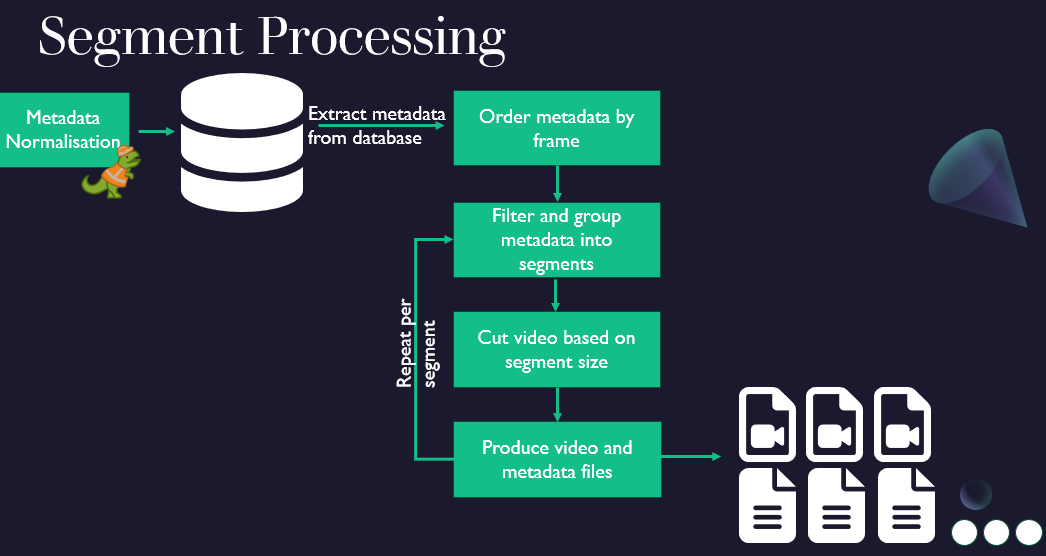 Segment Processing
Metadata
Normalisation
Extract metadata
from database
Order metadata by
frame
Filter and group
metadata into
segments
Repeat per
segment
Cut video based on
segment size
Produce video and
metadata files